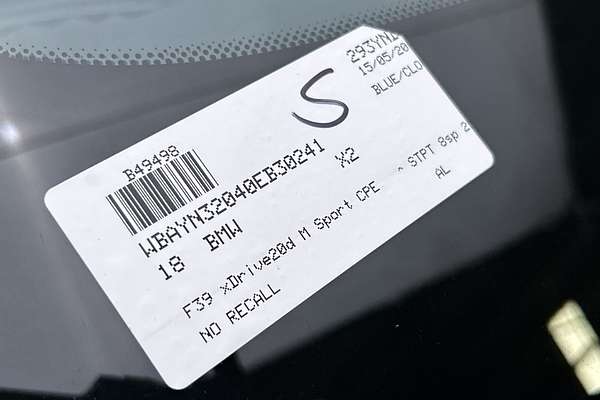 S
293YN1
15/05/20
BLUE/CLO
B49498
WBAYN32040EB30241
18 BMW X2
F39 xDrive20d M Sport CPE STPT 8sp 2
NO RECALL AL